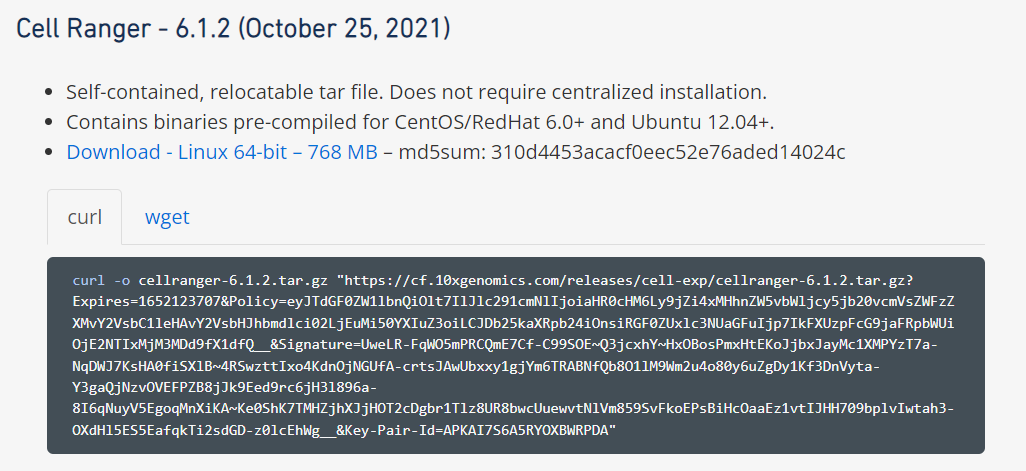 Cell Ranger - 6.1.2 (October 25, 2021)
Self-contained, relocatable tar file. Does not require centralized installation.
Contains binaries pre-compiled for CentOS/RedHat 6.0+ and Ubuntu 12.04+.
Download - Linux 64-bit – 768 MB – md5sum: 310d4453acacf0eec52e76aded14024c
curl wget
curl -o cellranger-6.1.2.tar.gz "https://cf.10xgenomics.com/releases/cell-exp/cellranger-6.1.2.tar.gz?
Expires=1652123707&Policy=eyJTdGF0ZW1lbnQiOlt7IlJlc291cmNlIjoiaHR0cHM6Ly9jZi4xMHhnZW5vbWljcy5jb20vcmVsZWFzZ
XMvY2VsbC1leHAvY2VsbHJhbmdlci02LjEuMi50YXIuZ3oiLCJDb25kaXRpb24iOnsiRGF0ZUxlc3NUaGFuIjp7IkFXUzpFcG9jaFRpbWUi
OjE2NTIxMjM3MDd9fX1dfQ__&Signature=UweLR-FqWO5mPRCQmE7Cf-C99SOE~Q3jcxhY~HxOBosPmxHtEKoJjbxJayMc1XMPYzT7a-
NqDWJ7KsHA0fiSXlB~4RSwzttIxo4KdnOjNGUfA-crtsJAwUbxxy1gjYm6TRABNfQb8O1lM9Wm2u4o80y6uZgDy1Kf3DnVyta-
Y3gaQjNzvOVEFPZB8jJk9Eed9rc6jH3l896a-
8I6qNuyV5EgoqMnXiKA~Ke0ShK7TMHZjhXJjHOT2cDgbr1Tlz8UR8bwcUuewvtNlVm859SvFkoEPsBiHcOaaEz1vtIJHH709bplvIwtah3-
OXdHl5ES5EafqkTi2sdGD-z0lcEhWg__&Key-Pair-Id=APKAI7S6A5RYOXBWRPDA"